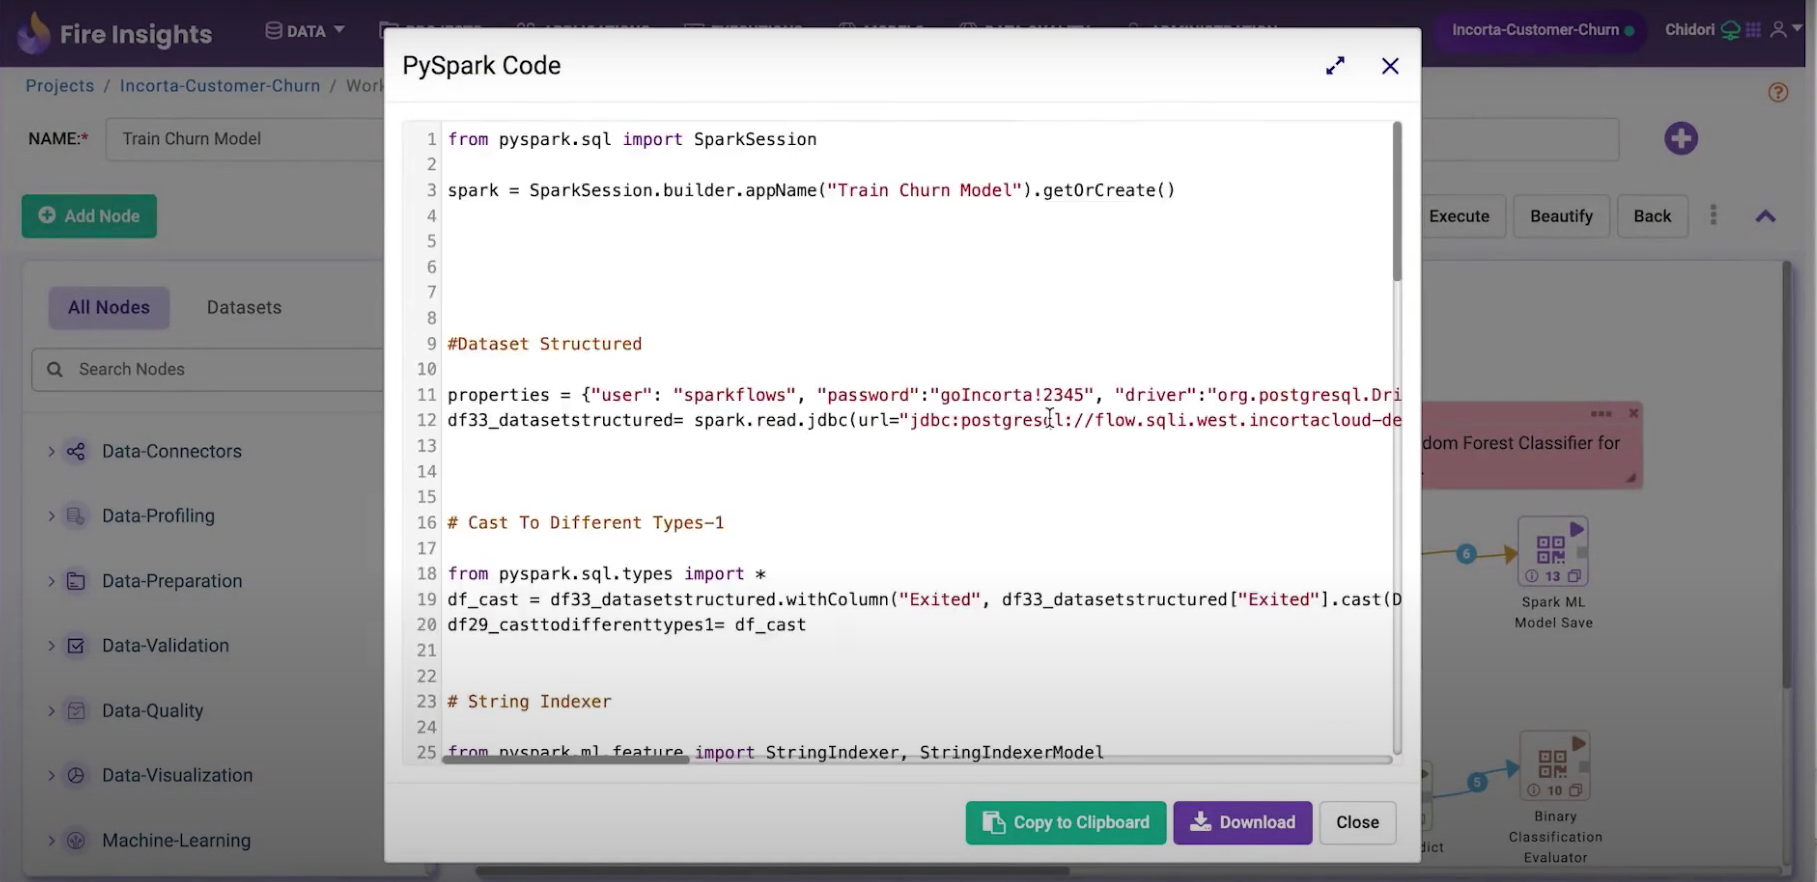 Fire Insights
DATA
Incorta-Customer-Churn
Chidori
Projects / Incorta-Customer-Churn / Work
NAME:* Train Churn Model
Add Node
Execute
Beautify
Back
All Nodes
Datasets
Search Nodes
Data-Connectors
Data-Profiling
Data-Preparation
Data-Validation
Data-Quality
Data-Visualization
Machine-Learning
PySpark Code
1 from pyspark.sql import SparkSession
2
3 spark = SparkSession.builder.appName("Train Churn Model").getOrCreate()
4
5
6
7
8
9 #Dataset Structured
10
11 properties = {"user": "sparkflows", "password":"goIncorta!2345", "driver":"org.postgresql.Dri
12 df33_datasetstructured= spark.read.jdbc(url="jdbc:postgresql://flow.sqli.west.incortacloud-de
13
14
15
16 # Cast To Different Types-1
17
18 from pyspark.sql.types import *
19 df_cast = df33_datasetstructured.withColumn("Exited", df33_datasetstructured["Exited"].cast(D
20 df29_casttodifferenttypes1= df_cast
21
22
23 # String Indexer
24
25 from pyspark.ml.feature import StringIndexer, StringIndexerModel
Copy to Clipboard
Download
Close
dom Forest Classifier for
6
13
Spark ML
Model Save
5
10
Binary
Classification
Evaluator
dict